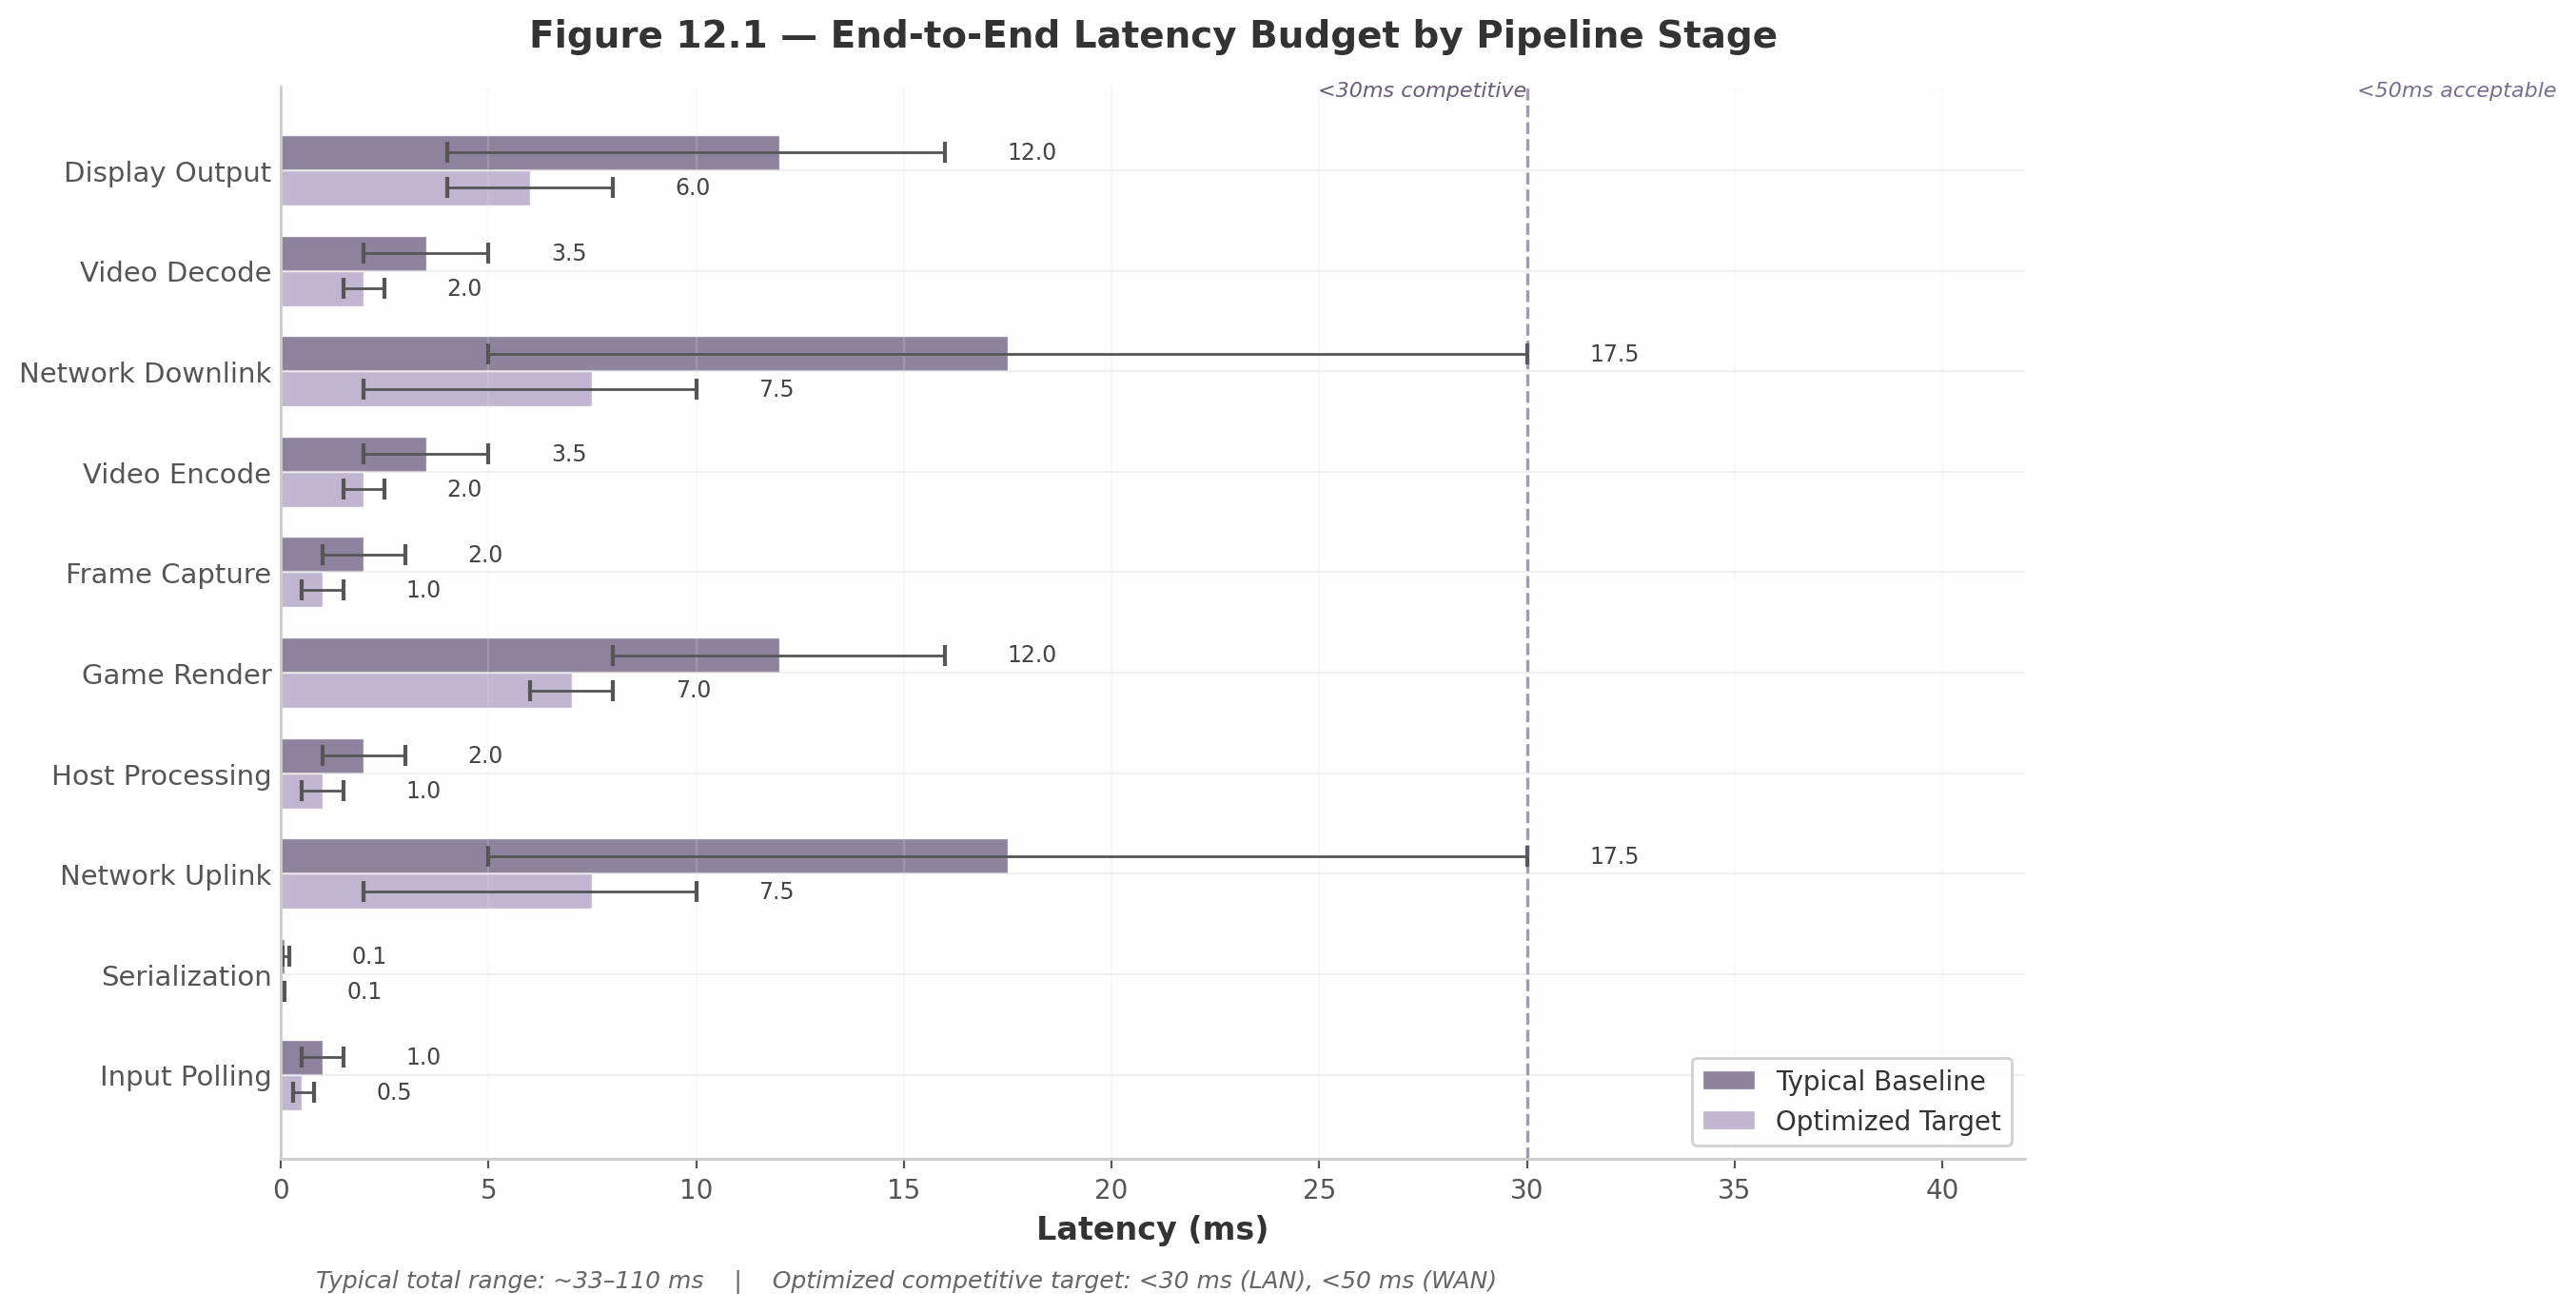 Figure 12.1 — End-to-End Latency Budget by Pipeline Stage
<30ms competitive
<50ms acceptable
Display Output
12.0
6.0
Video Decode
3.5
2.0
Network Downlink
17.5
7.5
Video Encode
3.5
2.0
Frame Capture
2.0
1.0
Game Render
12.0
7.0
Host Processing
2.0
1.0
Network Uplink
17.5
7.5
Serialization
0.1
0.1
Input Polling
1.0
0.5
Typical Baseline
Optimized Target
0 5 10 15 20 25 30 35 40
Latency (ms)
Typical total range: ~33–110 ms | Optimized competitive target: <30 ms (LAN), <50 ms (WAN)